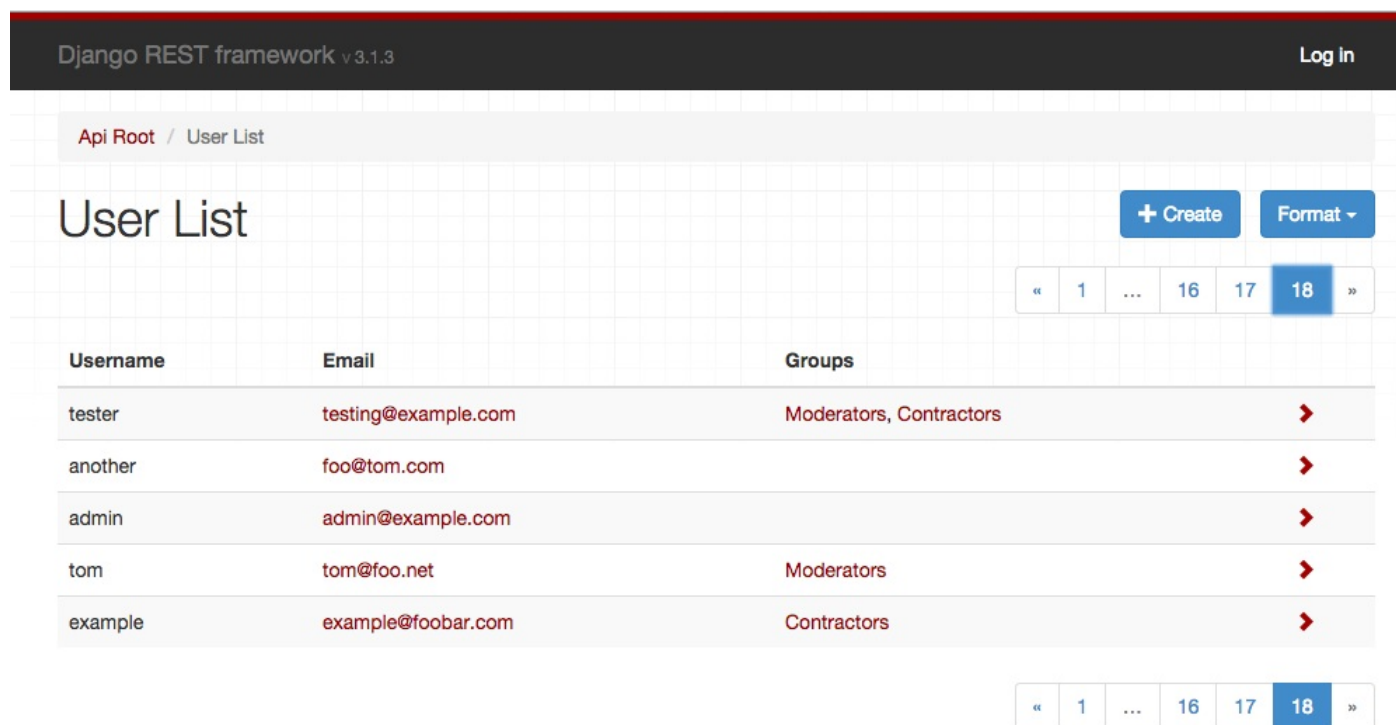 Django REST framework v 3.1.3 Log in
Api Root / User List
User List
+ Create Format
« 1 ... 16 17 18 »
Username Email Groups
tester testing@example.com Moderators, Contractors
another foo@tom.com
admin admin@example.com
tom tom@foo.net Moderators
example example@foobar.com Contractors
« 1 ... 16 17 18 »